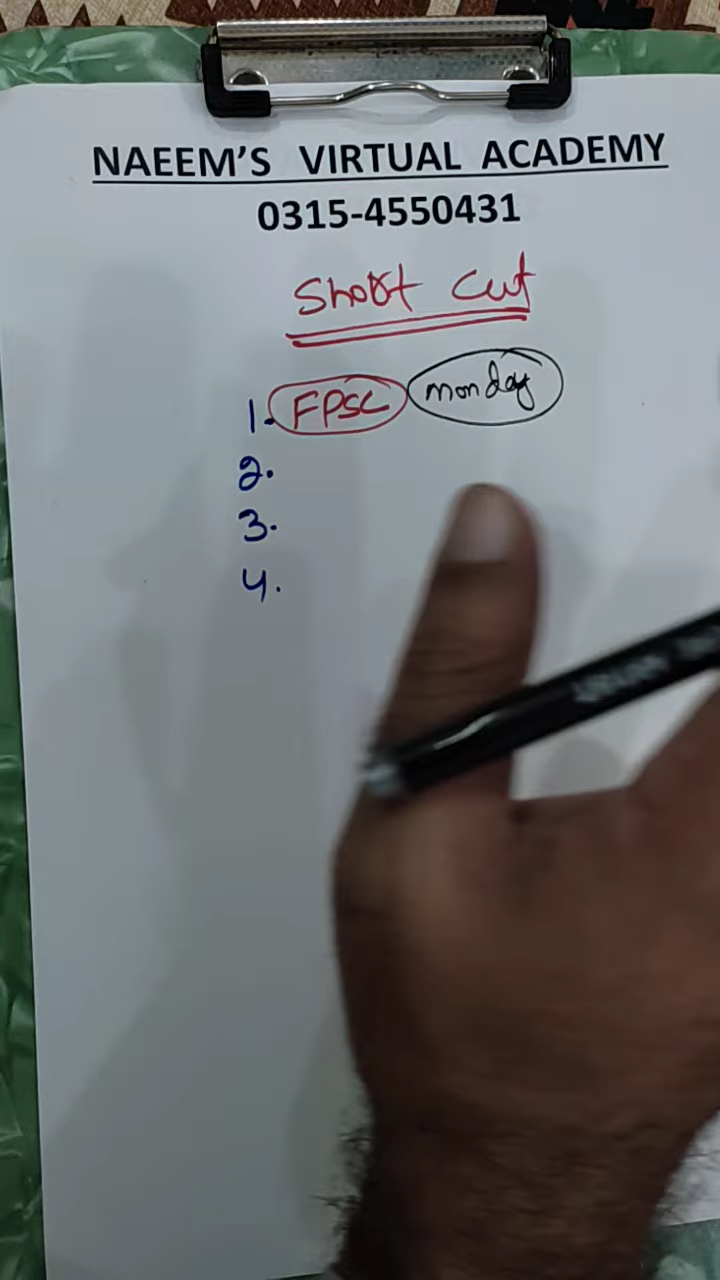 NAEEM'S VIRTUAL ACADEMY
0315-4550431
Short Cut
1. FPSC monday
2.
3.
4.